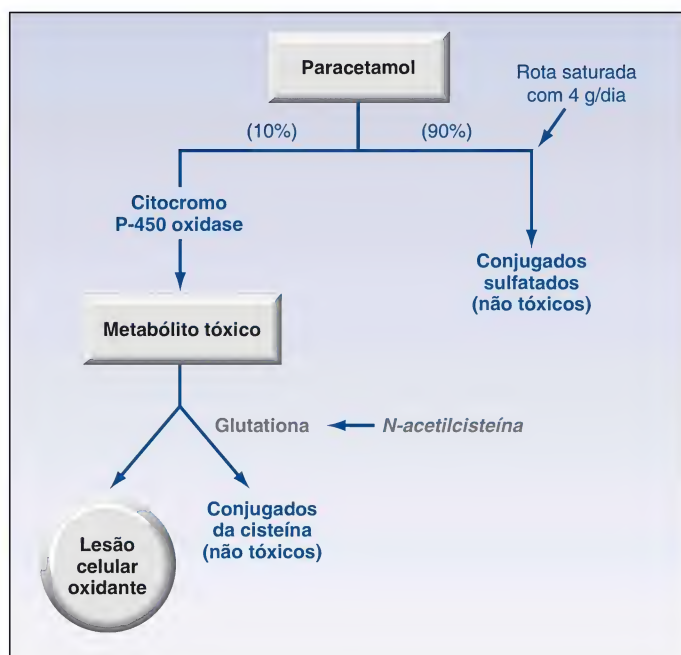 Paracetamol
Rota saturada
com 4 g/dia
(10%)
(90%)
Citocromo
P-450 oxidase
Conjugados
sulfatados
(não tóxicos)
Metabólito tóxico
Glutationa
N-acetilcisteína
Lesão
celular
oxidante
Conjugados
da cisteína
(não tóxicos)